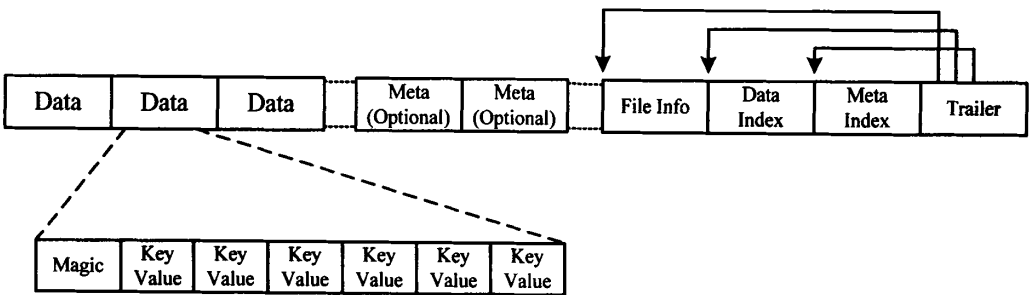 Data
Data
Data
Meta
(Optional)
Meta
(Optional)
File Info
Data
Index
Meta
Index
Trailer
Magic
Key
Value
Key
Value
Key
Value
Key
Value
Key
Value
Key
Value